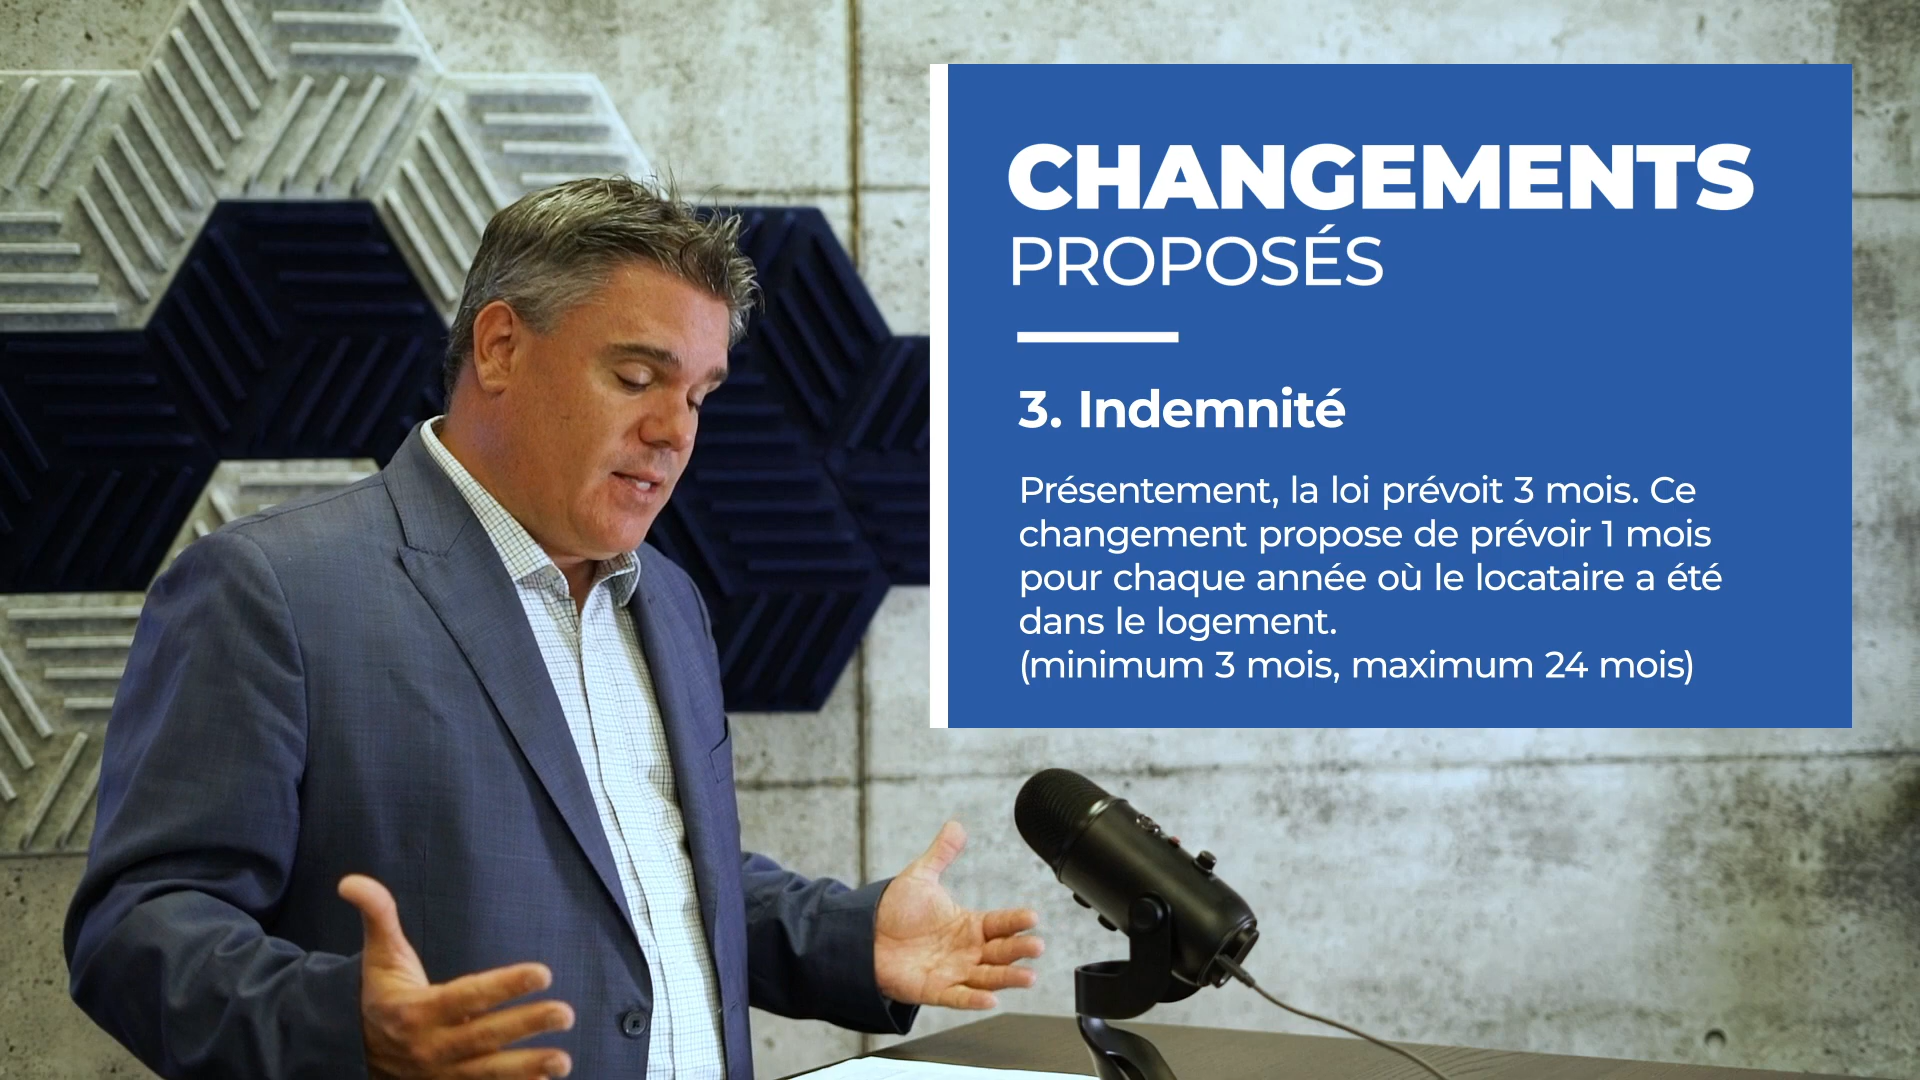 CHANGEMENTS
PROPOSÉS
3. Indemnité
Présentement, la loi prévoit 3 mois. Ce
changement propose de prévoir 1 mois
pour chaque année où le locataire a été
dans le logement.
(minimum 3 mois, maximum 24 mois)